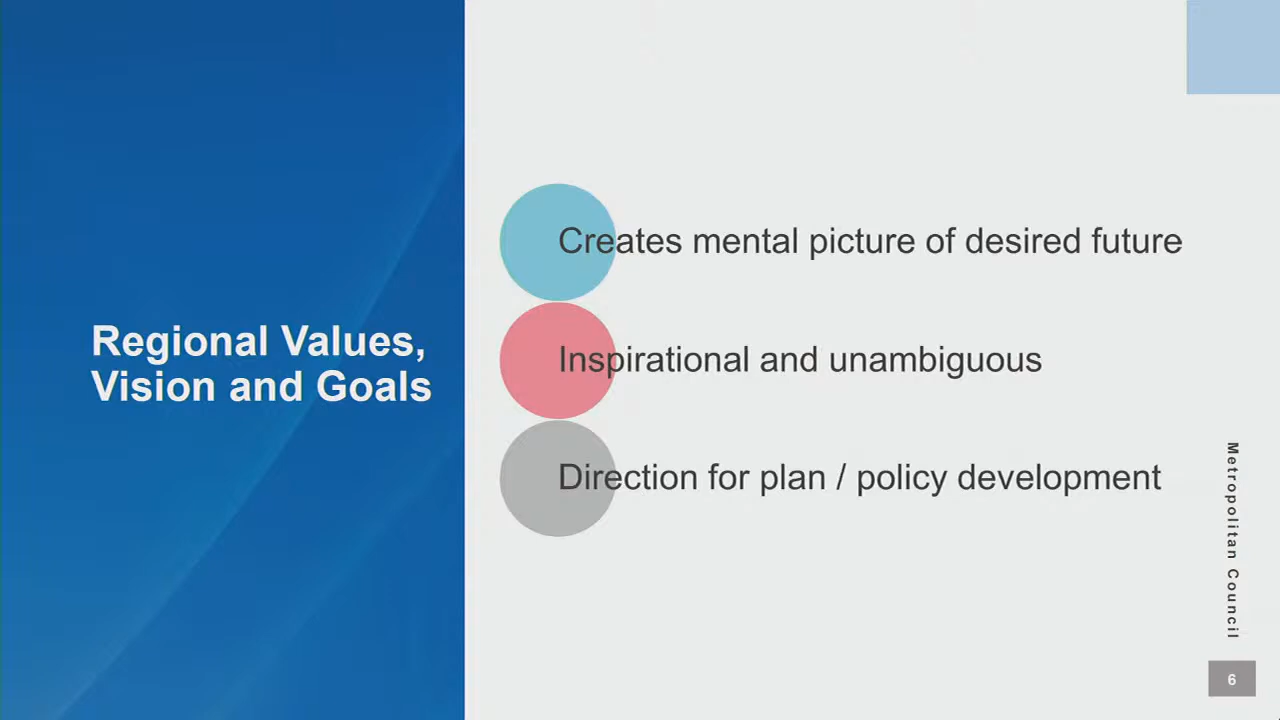 Regional Values,
Vision and Goals
Creates mental picture of desired future
Inspirational and unambiguous
Direction for plan / policy development
Metropolitan Council
6